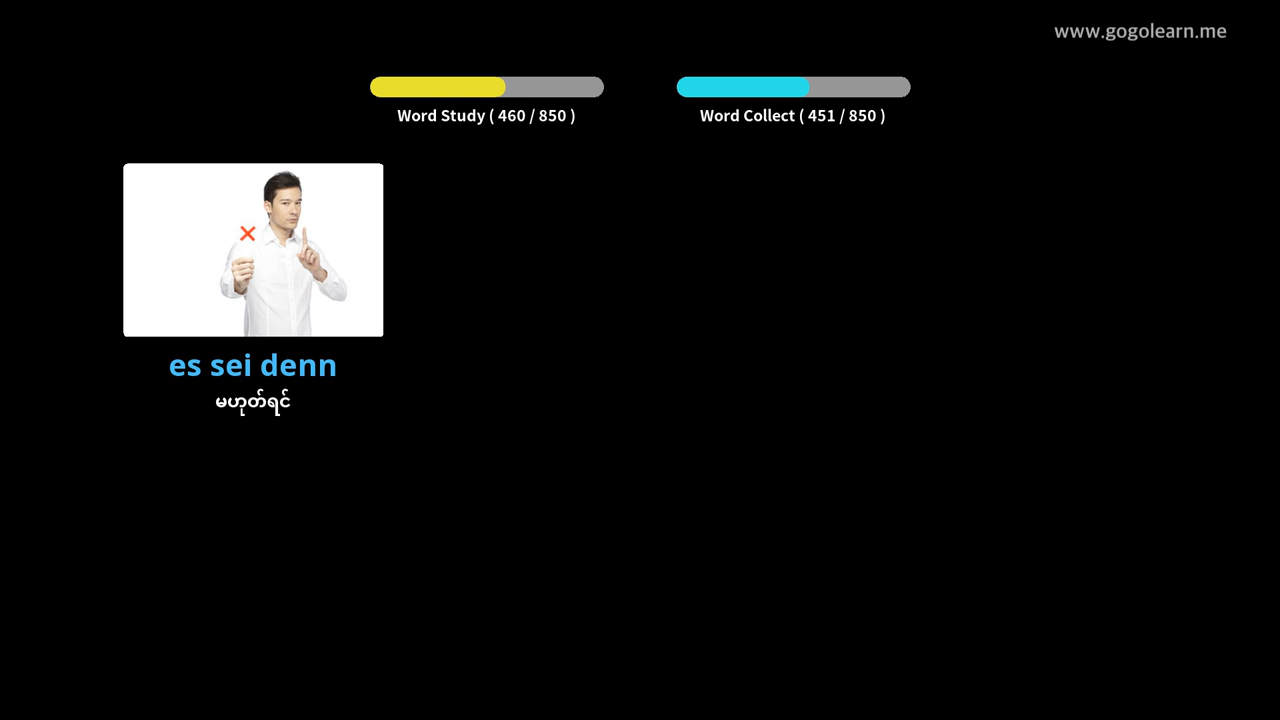 www.gogolearn.me
Word Study ( 460 / 850 )
Word Collect ( 451 / 850 )
es sei denn
မဟုတ်ရင်